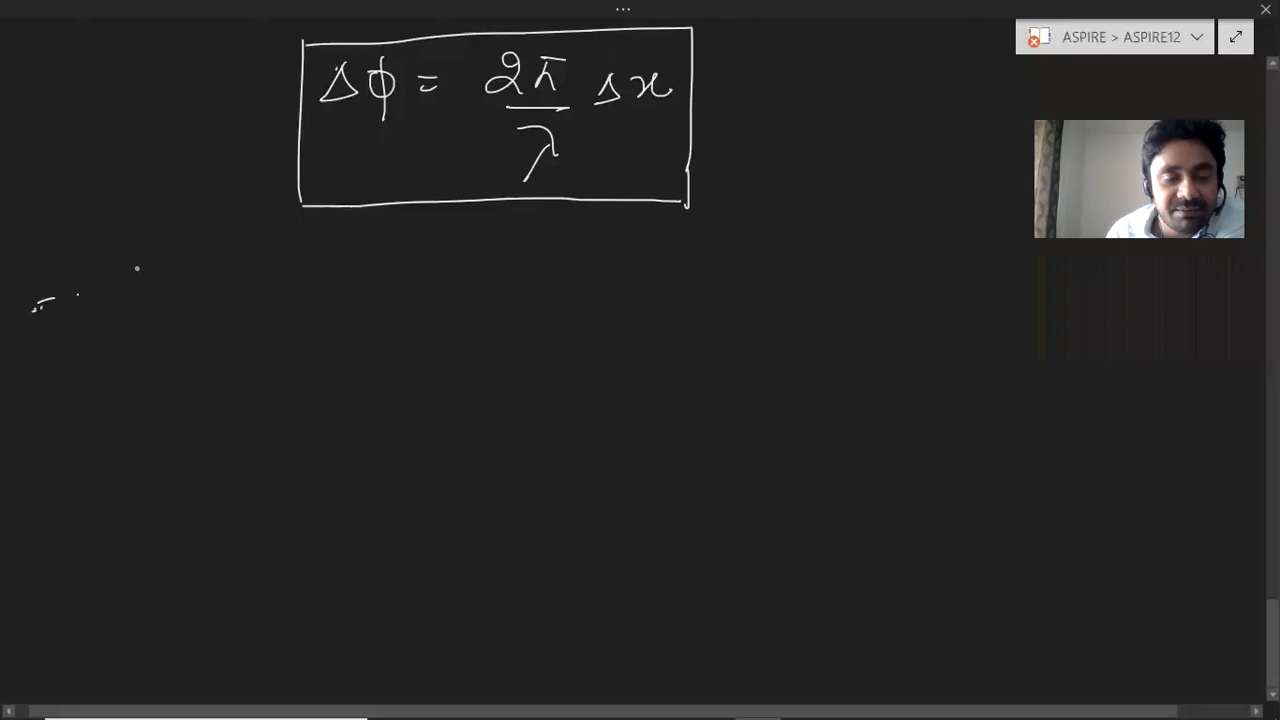 ASPIRE > ASPIRE12
Δφ = 2π/λ Δx